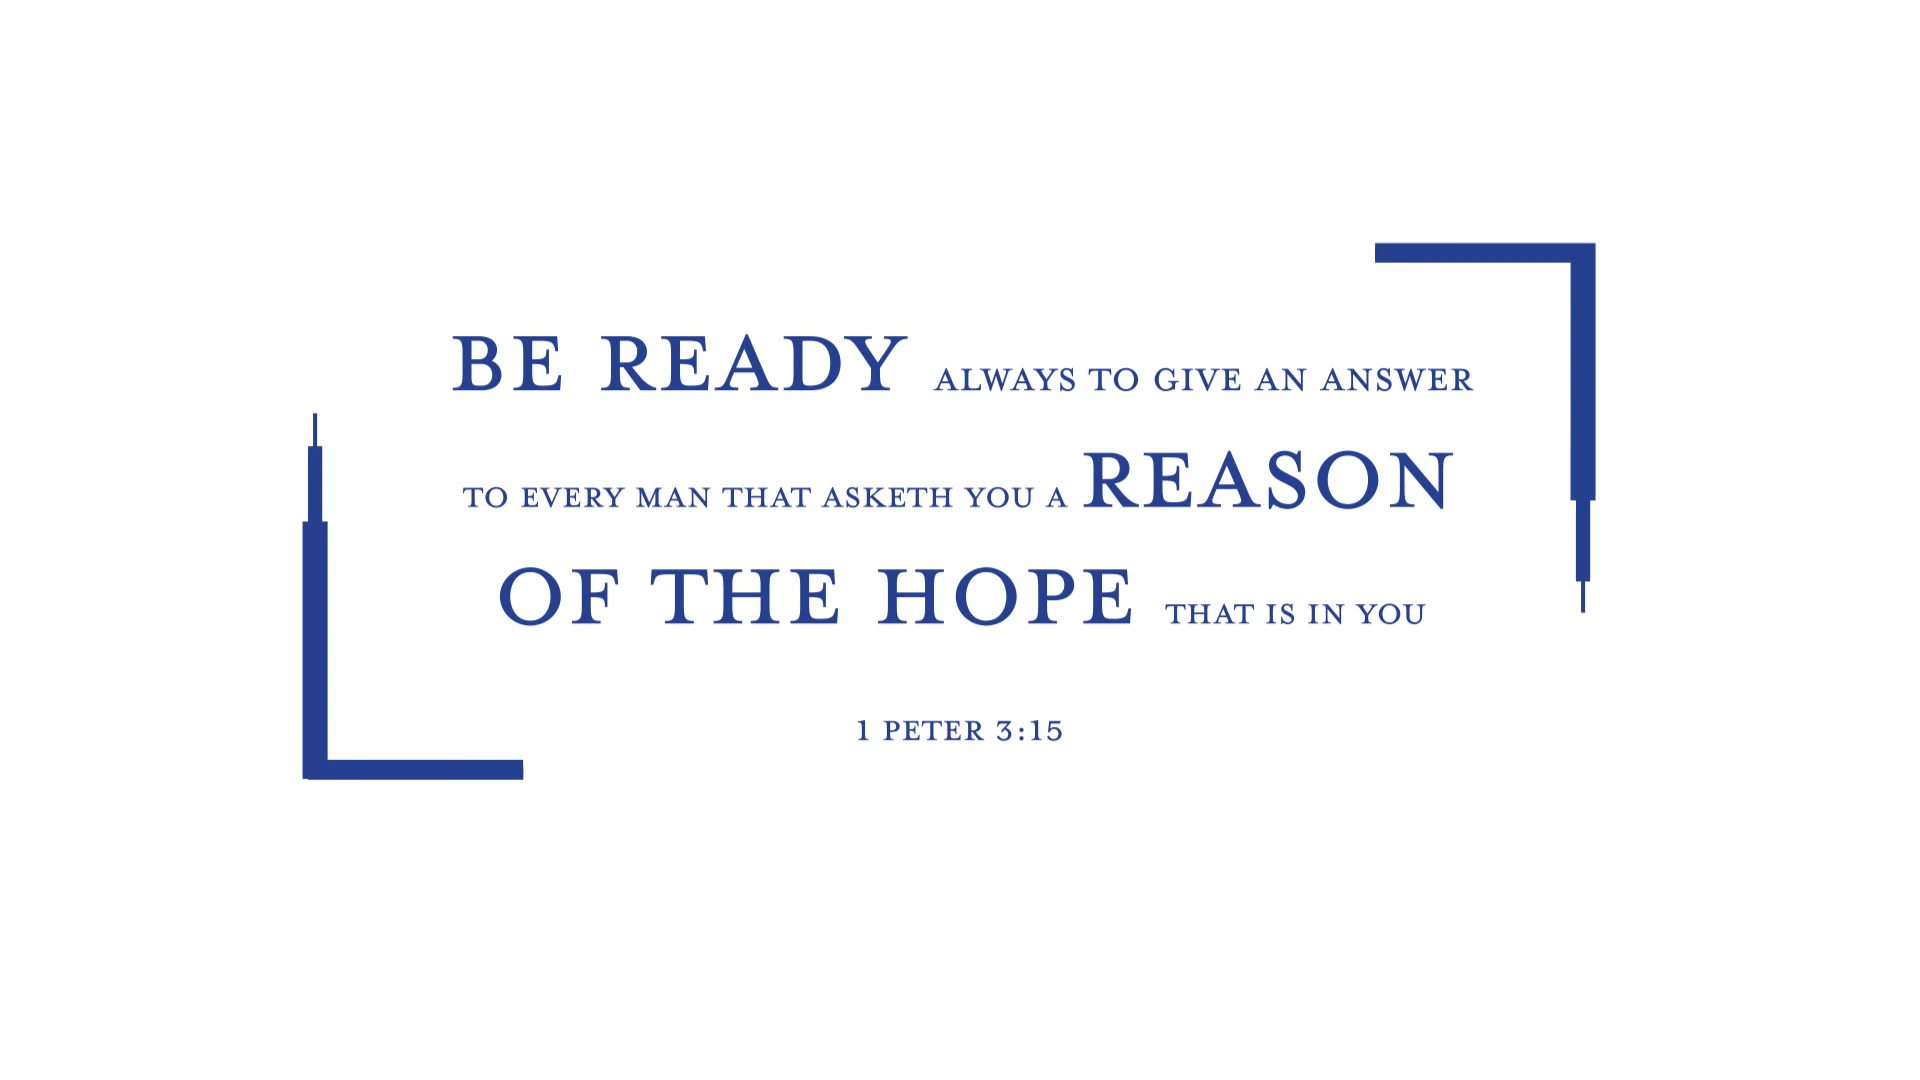 BE READY ALWAYS TO GIVE AN ANSWER
TO EVERY MAN THAT ASKETH YOU A REASON
OF THE HOPE THAT IS IN YOU
1 PETER 3:15